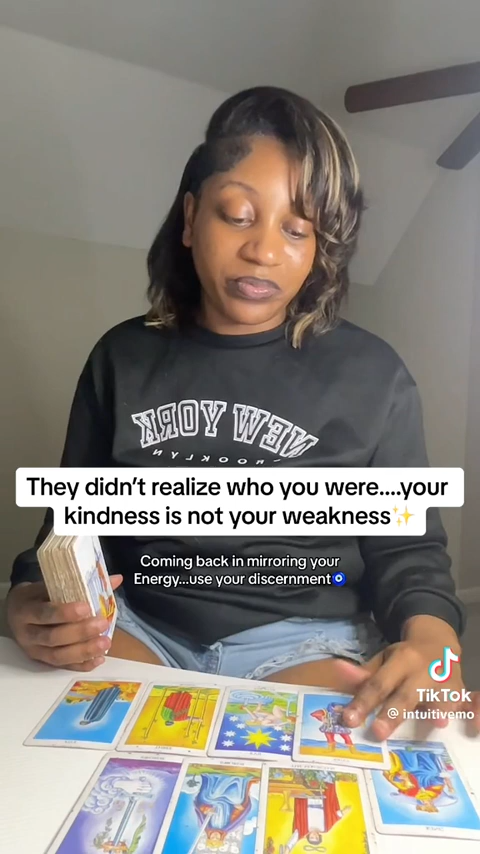 NEW YORK
BROOKLYN
They didn’t realize who you were....your
kindness is not your weakness✨
Coming back in mirroring your
Energy...use your discernment🧿
TikTok
@ intuitivemo